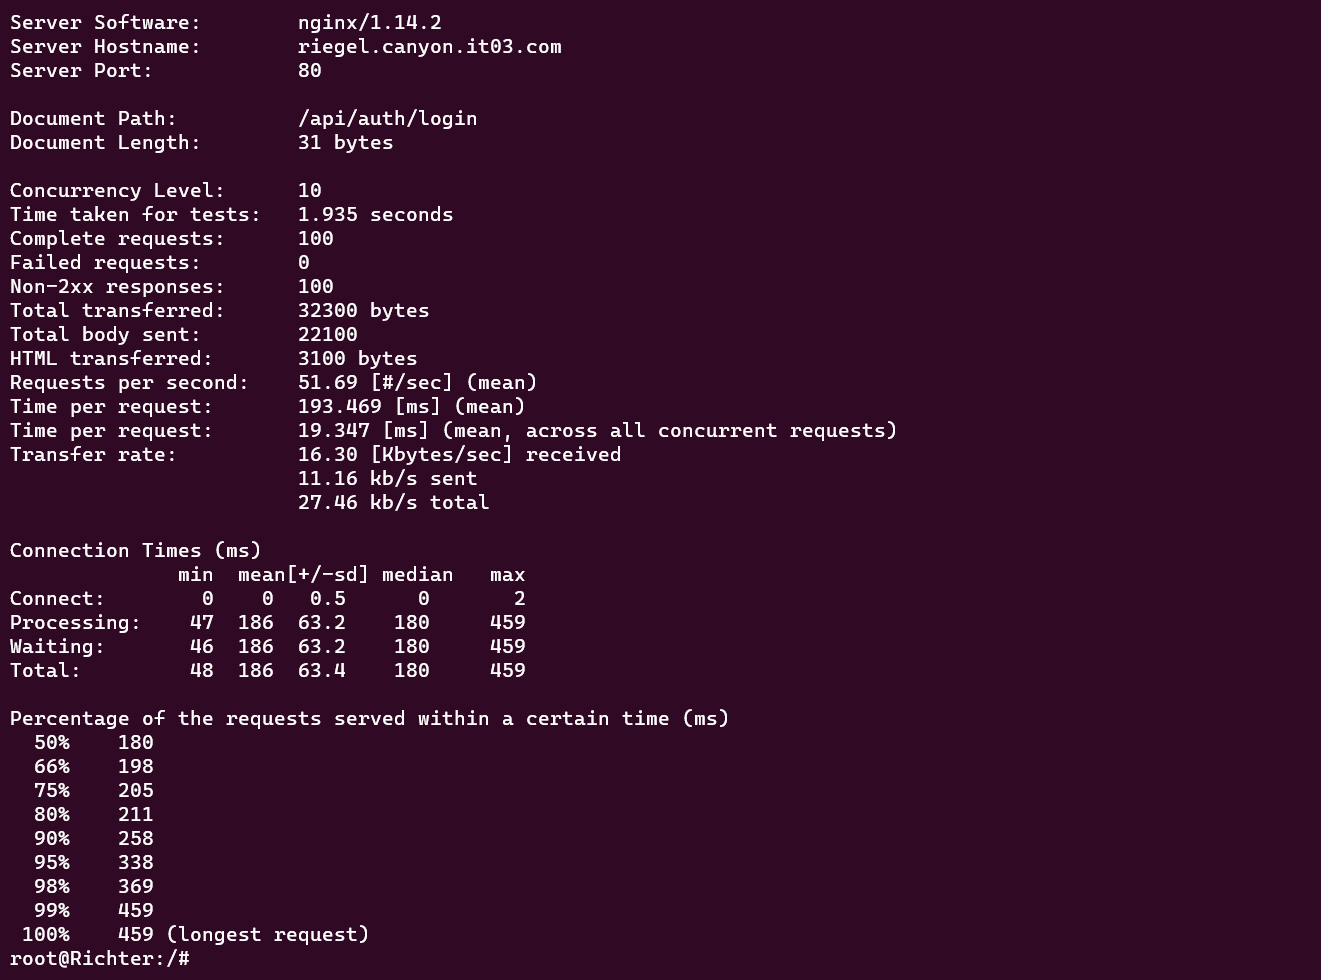 Server Software:        nginx/1.14.2
Server Hostname:        riegel.canyon.it03.com
Server Port:            80
Document Path:          /api/auth/login
Document Length:        31 bytes
Concurrency Level:      10
Time taken for tests:   1.935 seconds
Complete requests:      100
Failed requests:        0
Non-2xx responses:      100
Total transferred:      32300 bytes
Total body sent:        22100
HTML transferred:       3100 bytes
Requests per second:    51.69 [#/sec] (mean)
Time per request:       193.469 [ms] (mean)
Time per request:       19.347 [ms] (mean, across all concurrent requests)
Transfer rate:          16.30 [Kbytes/sec] received
                        11.16 kb/s sent
                        27.46 kb/s total
Connection Times (ms)
              min  mean[+/-sd] median   max
Connect:        0    0   0.5      0       2
Processing:    47  186  63.2    180     459
Waiting:       46  186  63.2    180     459
Total:         48  186  63.4    180     459
Percentage of the requests served within a certain time (ms)
  50%    180
  66%    198
  75%    205
  80%    211
  90%    258
  95%    338
  98%    369
  99%    459
 100%    459 (longest request)
root@Richter:/#